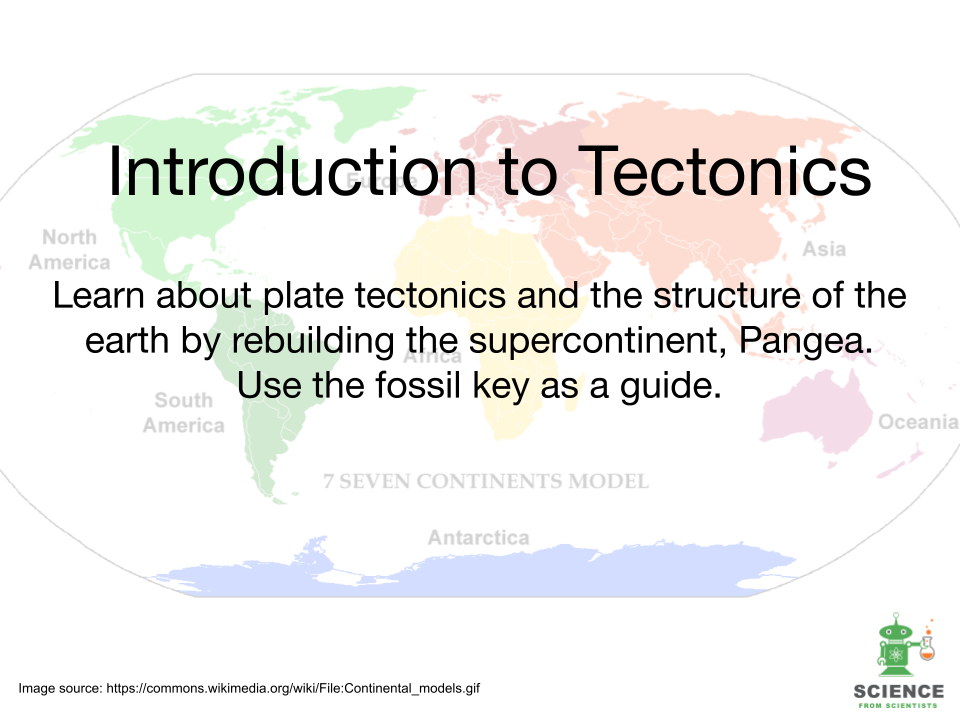 Introduction to Tectonics
Europe
North
America
Asia
Learn about plate tectonics and the structure of the
earth by rebuilding the supercontinent, Pangea.
Africa
Use the fossil key as a guide.
South
America
Oceania
7 SEVEN CONTINENTS MODEL
Antarctica
Image source: https://commons.wikimedia.org/wiki/File:Continental_models.gif
SCIENCE
FROM SCIENTISTS